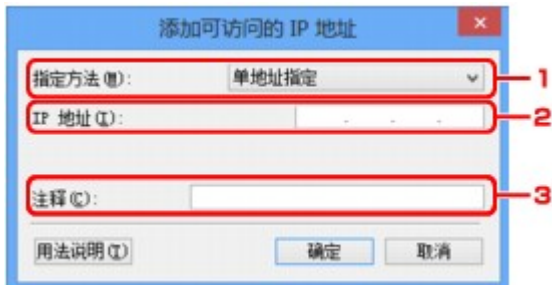 添加可访问的 IP 地址
指定方法(M): 单地址指定 1
IP 地址(I): . . . 2
注释(C): 3
用法说明(T) 确定 取消